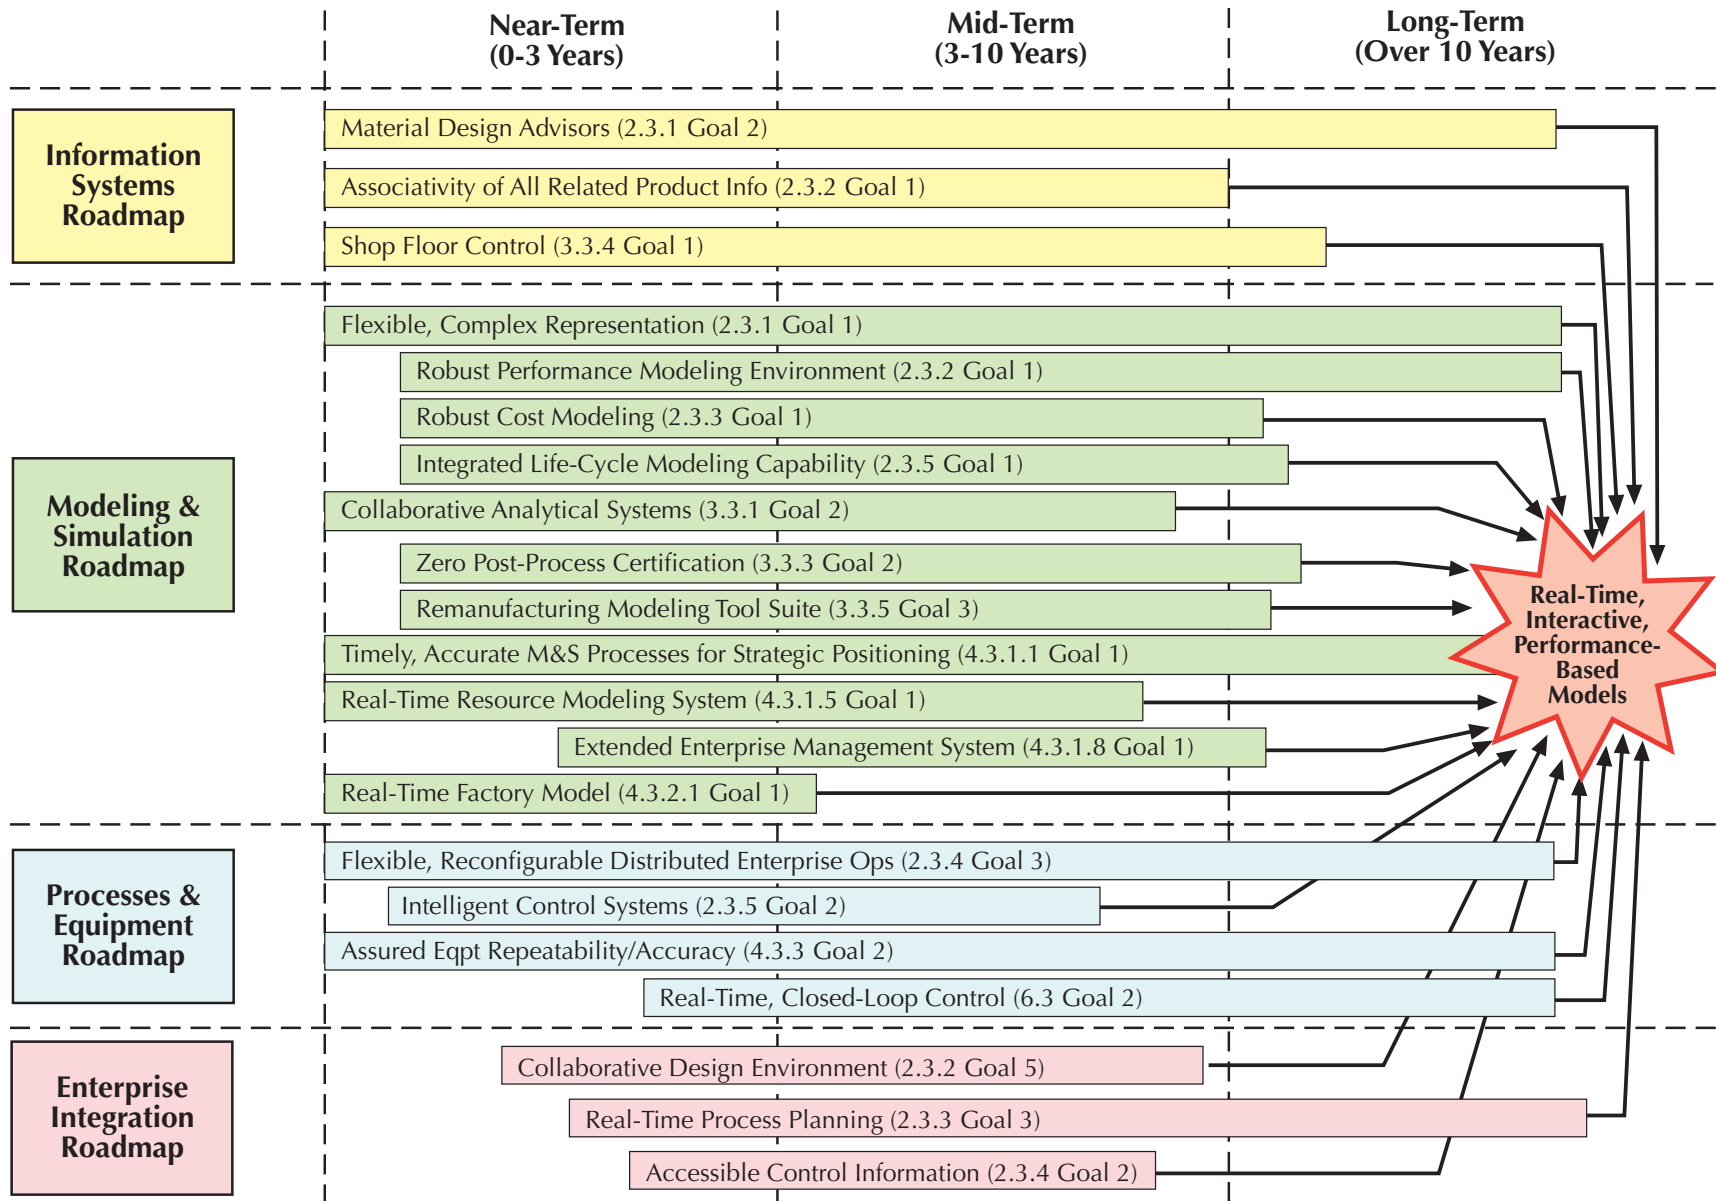 Near-Term
(0-3 Years)
Mid-Term
(3-10 Years)
Long-Term
(Over 10 Years)
Information
Systems
Roadmap
Material Design Advisors (2.3.1 Goal 2)
Associativity of All Related Product Info (2.3.2 Goal 1)
Shop Floor Control (3.3.4 Goal 1)
Modeling &
Simulation
Roadmap
Flexible, Complex Representation (2.3.1 Goal 1)
Robust Performance Modeling Environment (2.3.2 Goal 1)
Robust Cost Modeling (2.3.3 Goal 1)
Integrated Life-Cycle Modeling Capability (2.3.5 Goal 1)
Collaborative Analytical Systems (3.3.1 Goal 2)
Zero Post-Process Certification (3.3.3 Goal 2)
Remanufacturing Modeling Tool Suite (3.3.5 Goal 3)
Timely, Accurate M&S Processes for Strategic Positioning (4.3.1.1 Goal 1)
Real-Time Resource Modeling System (4.3.1.5 Goal 1)
Extended Enterprise Management System (4.3.1.8 Goal 1)
Real-Time Factory Model (4.3.2.1 Goal 1)
Real-Time,
Interactive,
Performance-
Based
Models
Processes &
Equipment
Roadmap
Flexible, Reconfigurable Distributed Enterprise Ops (2.3.4 Goal 3)
Intelligent Control Systems (2.3.5 Goal 2)
Assured Eqpt Repeatability/Accuracy (4.3.3 Goal 2)
Real-Time, Closed-Loop Control (6.3 Goal 2)
Enterprise
Integration
Roadmap
Collaborative Design Environment (2.3.2 Goal 5)
Real-Time Process Planning (2.3.3 Goal 3)
Accessible Control Information (2.3.4 Goal 2)